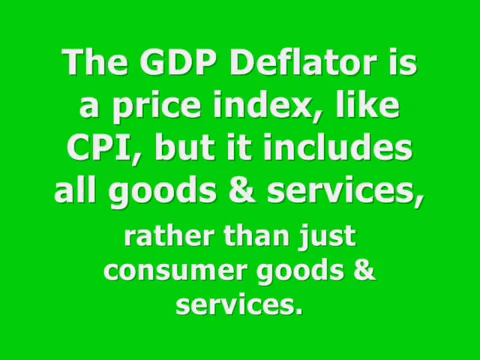 The GDP Deflator is
a price index, like
CPI, but it includes
all goods & services,
rather than just
consumer goods &
services.